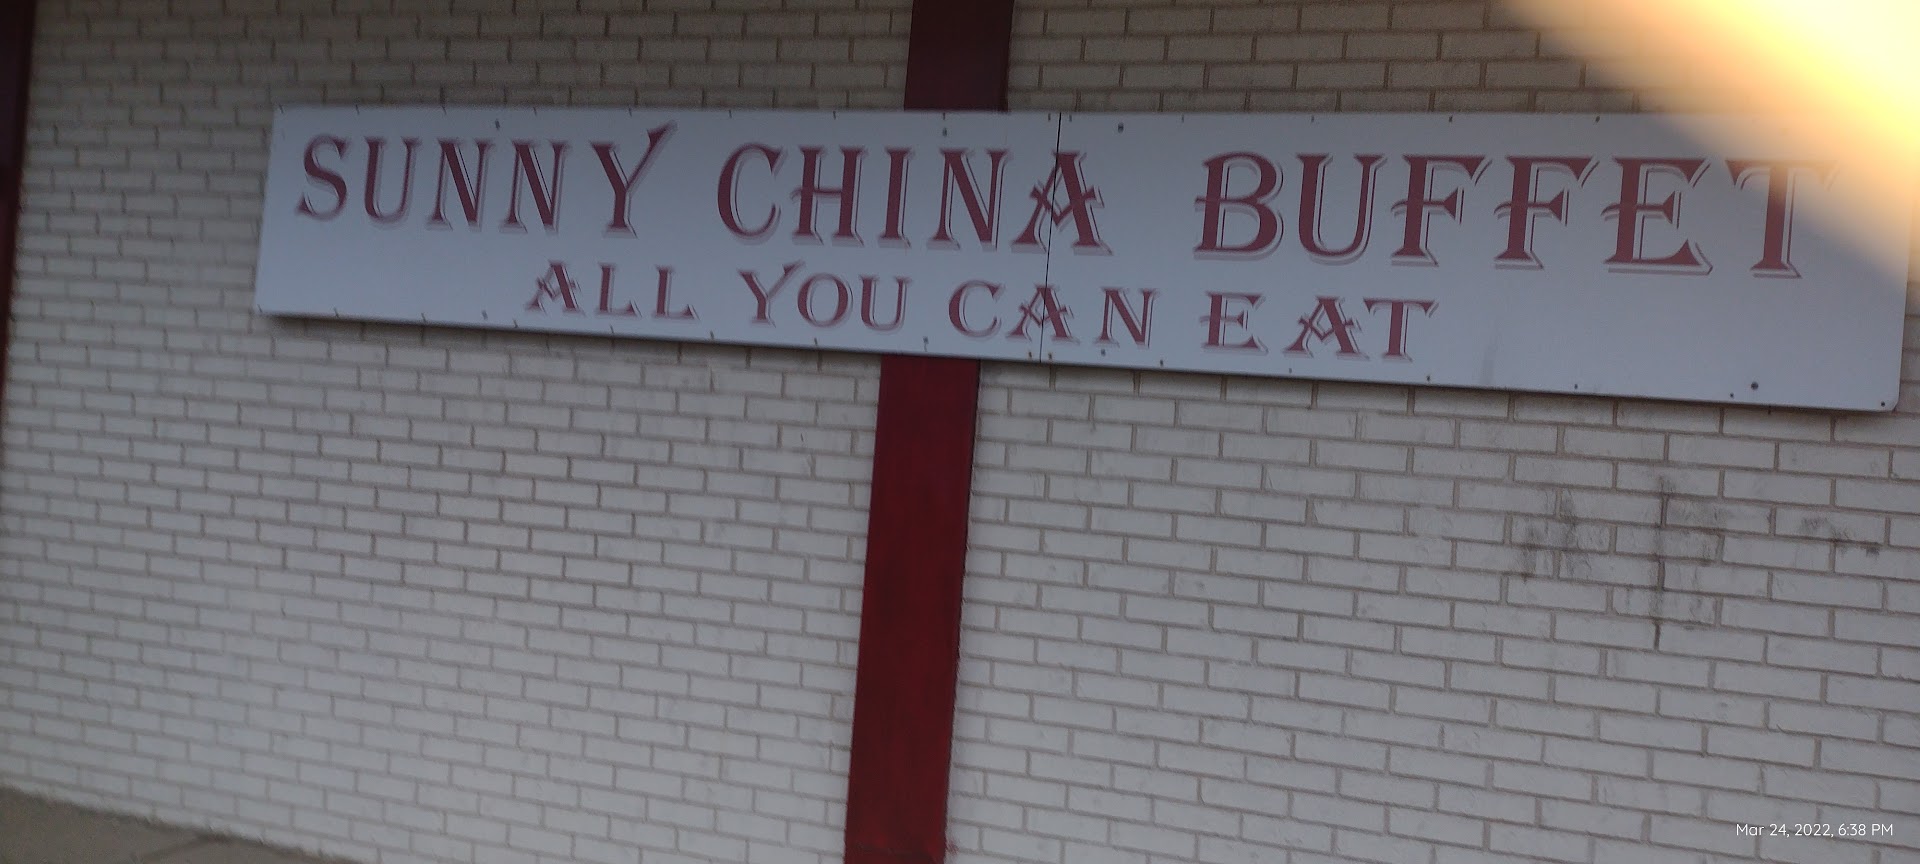 SUNNY CHINA BUFFET
ALL YOU CAN EAT
Mar 24, 2022, 6:38 PM